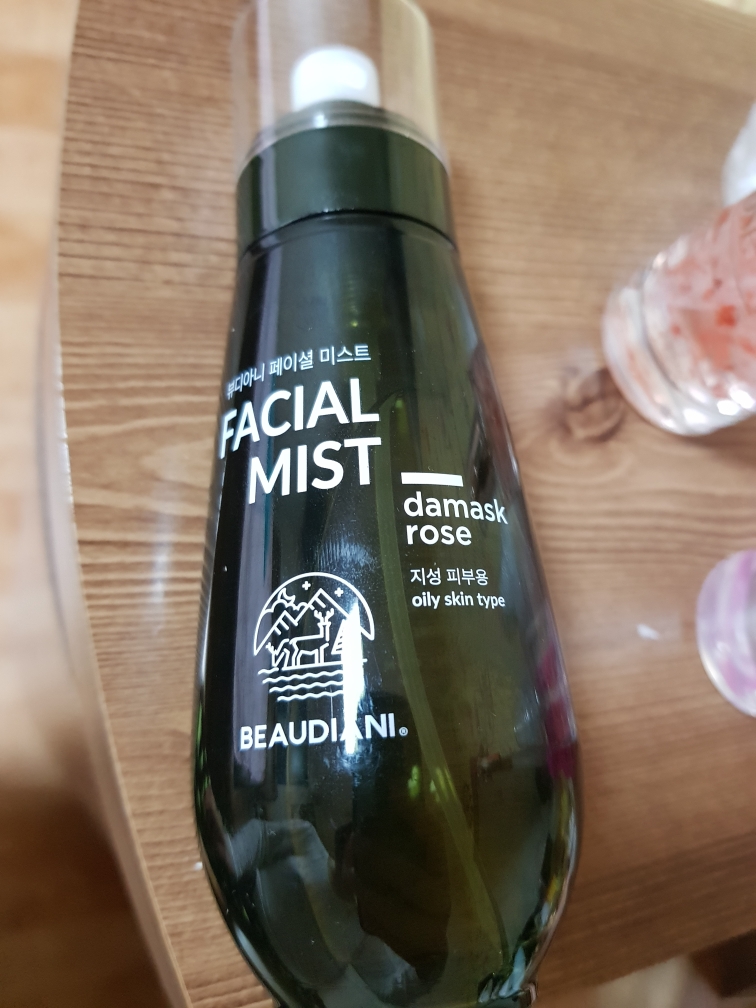 뷰디아니 페이셜 미스트
FACIAL
MIST
damask
rose
지성 피부용
oily skin type
BEAUDIANI®